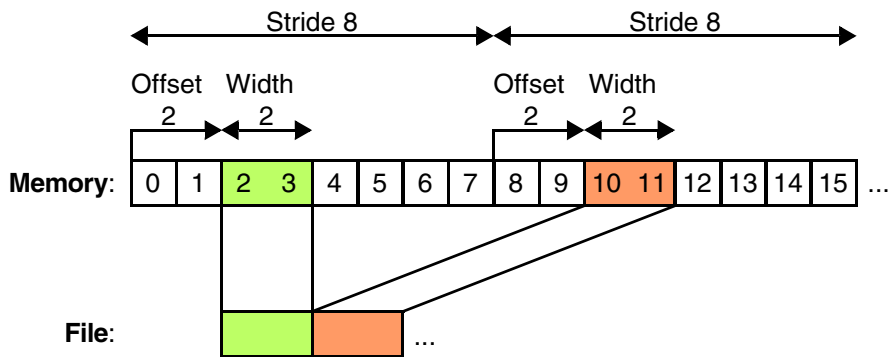 Stride 8 Stride 8
Offset Width Offset Width
2 2 2 2
Memory: 0 1 2 3 4 5 6 7 8 9 10 11 12 13 14 15 ...
File: ...